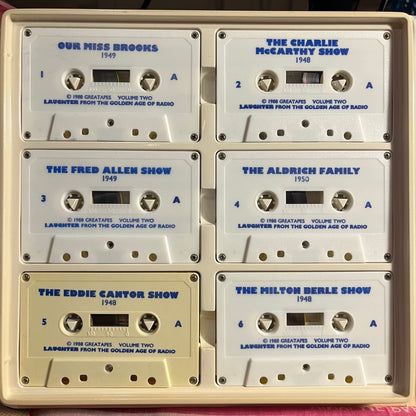 OUR MISS BROOKS
1949
1 A
© 1988 GREATAPES VOLUME TWO
LAUGHTER FROM THE GOLDEN AGE OF RADIO
THE CHARLIE
McCARTHY SHOW
1948
2 A
© 1988 GREATAPES VOLUME TWO
LAUGHTER FROM THE GOLDEN AGE OF RADIO
THE FRED ALLEN SHOW
1949
3 A
© 1988 GREATAPES VOLUME TWO
LAUGHTER FROM THE GOLDEN AGE OF RADIO
THE ALDRICH FAMILY
1950
4 A
© 1988 GREATAPES VOLUME TWO
LAUGHTER FROM THE GOLDEN AGE OF RADIO
THE EDDIE CANTOR SHOW
1948
5 A
© 1988 GREATAPES VOLUME TWO
LAUGHTER FROM THE GOLDEN AGE OF RADIO
THE MILTON BERLE SHOW
1948
6 A
© 1988 GREATAPES VOLUME TWO
LAUGHTER FROM THE GOLDEN AGE OF RADIO